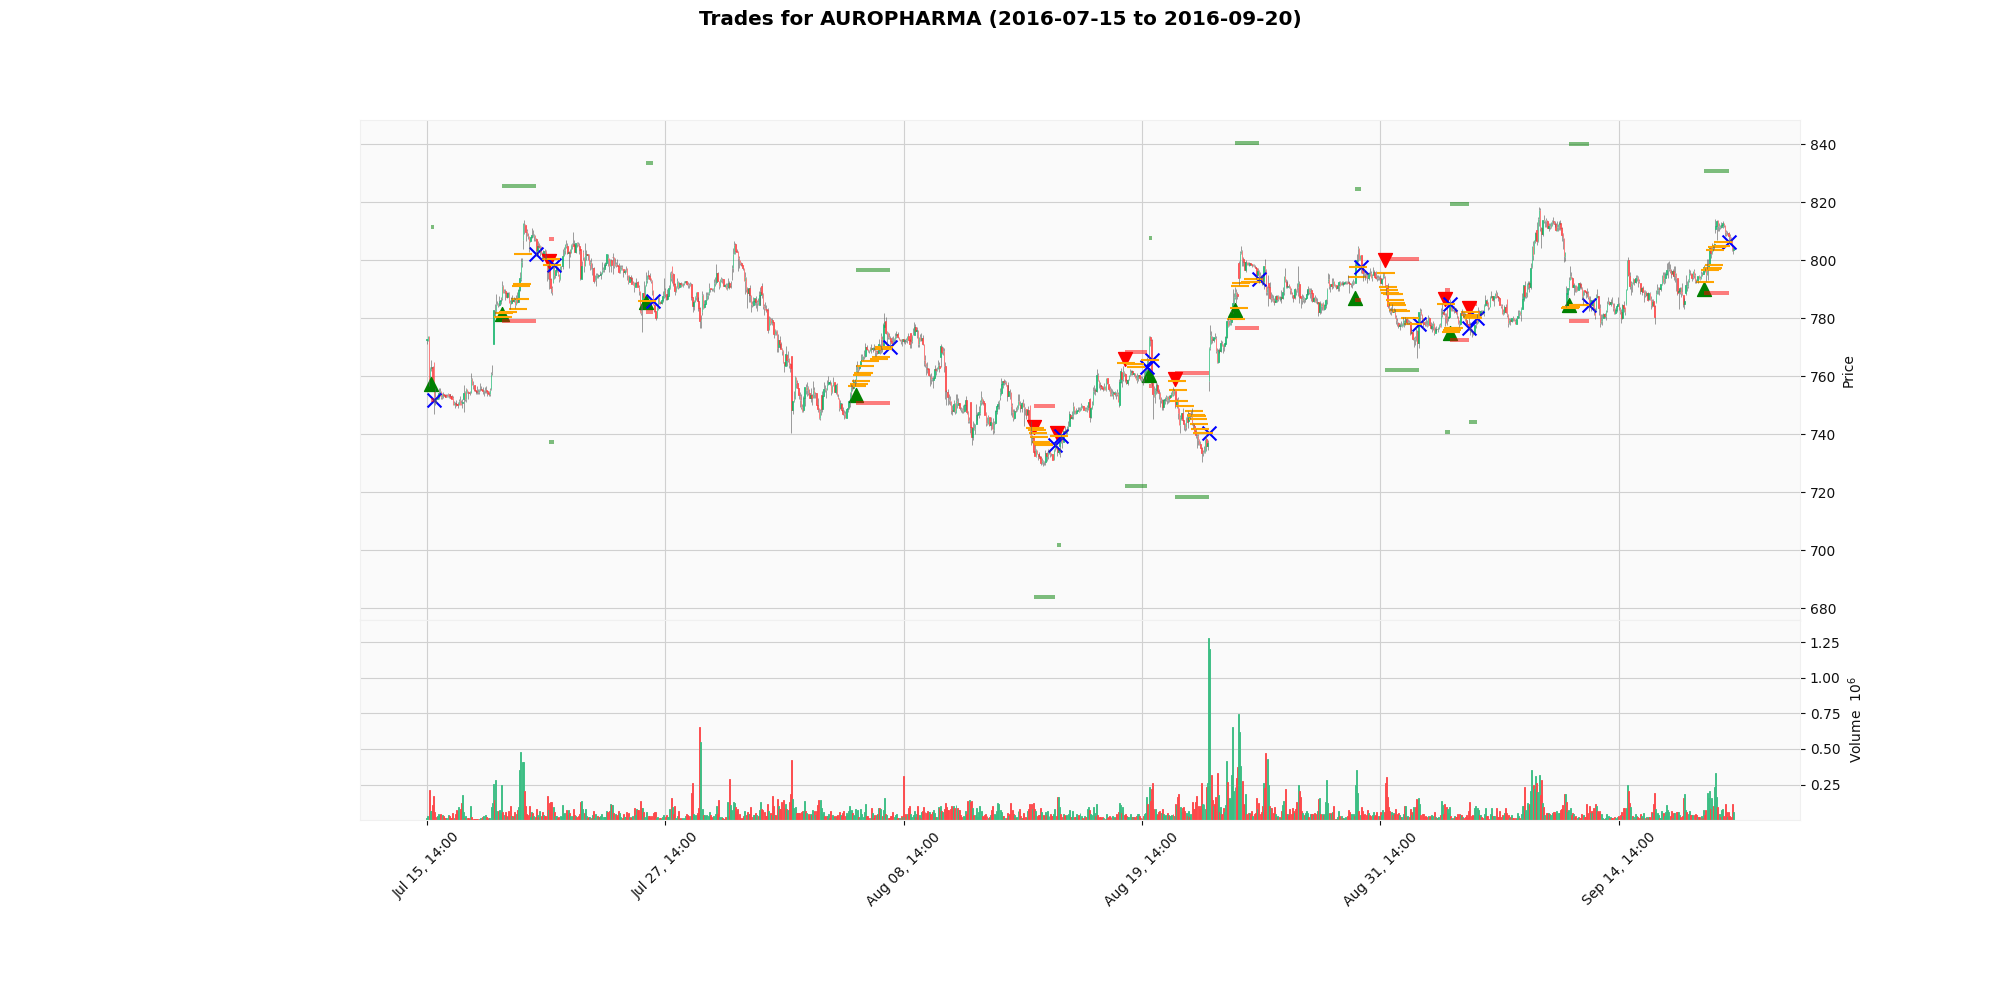 Trades for AUROPHARMA (2016-07-15 to 2016-09-20)
840
820
800
780
760
740
720
700
680
Price
1.25
1.00
0.75
0.50
0.25
Volume 10⁶
Jul 15, 14:00
Jul 27, 14:00
Aug 08, 14:00
Aug 19, 14:00
Aug 31, 14:00
Sep 14, 14:00